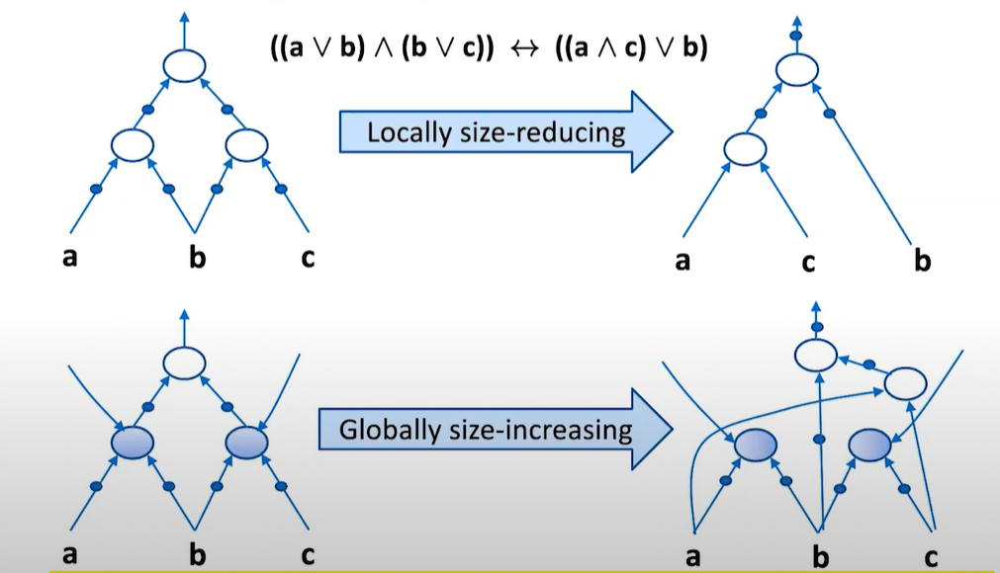 ((a ∨ b) ∧ (b ∨ c)) ↔ ((a ∧ c) ∨ b)
Locally size-reducing
a b c
a c b
Globally size-increasing
a b c
a b c